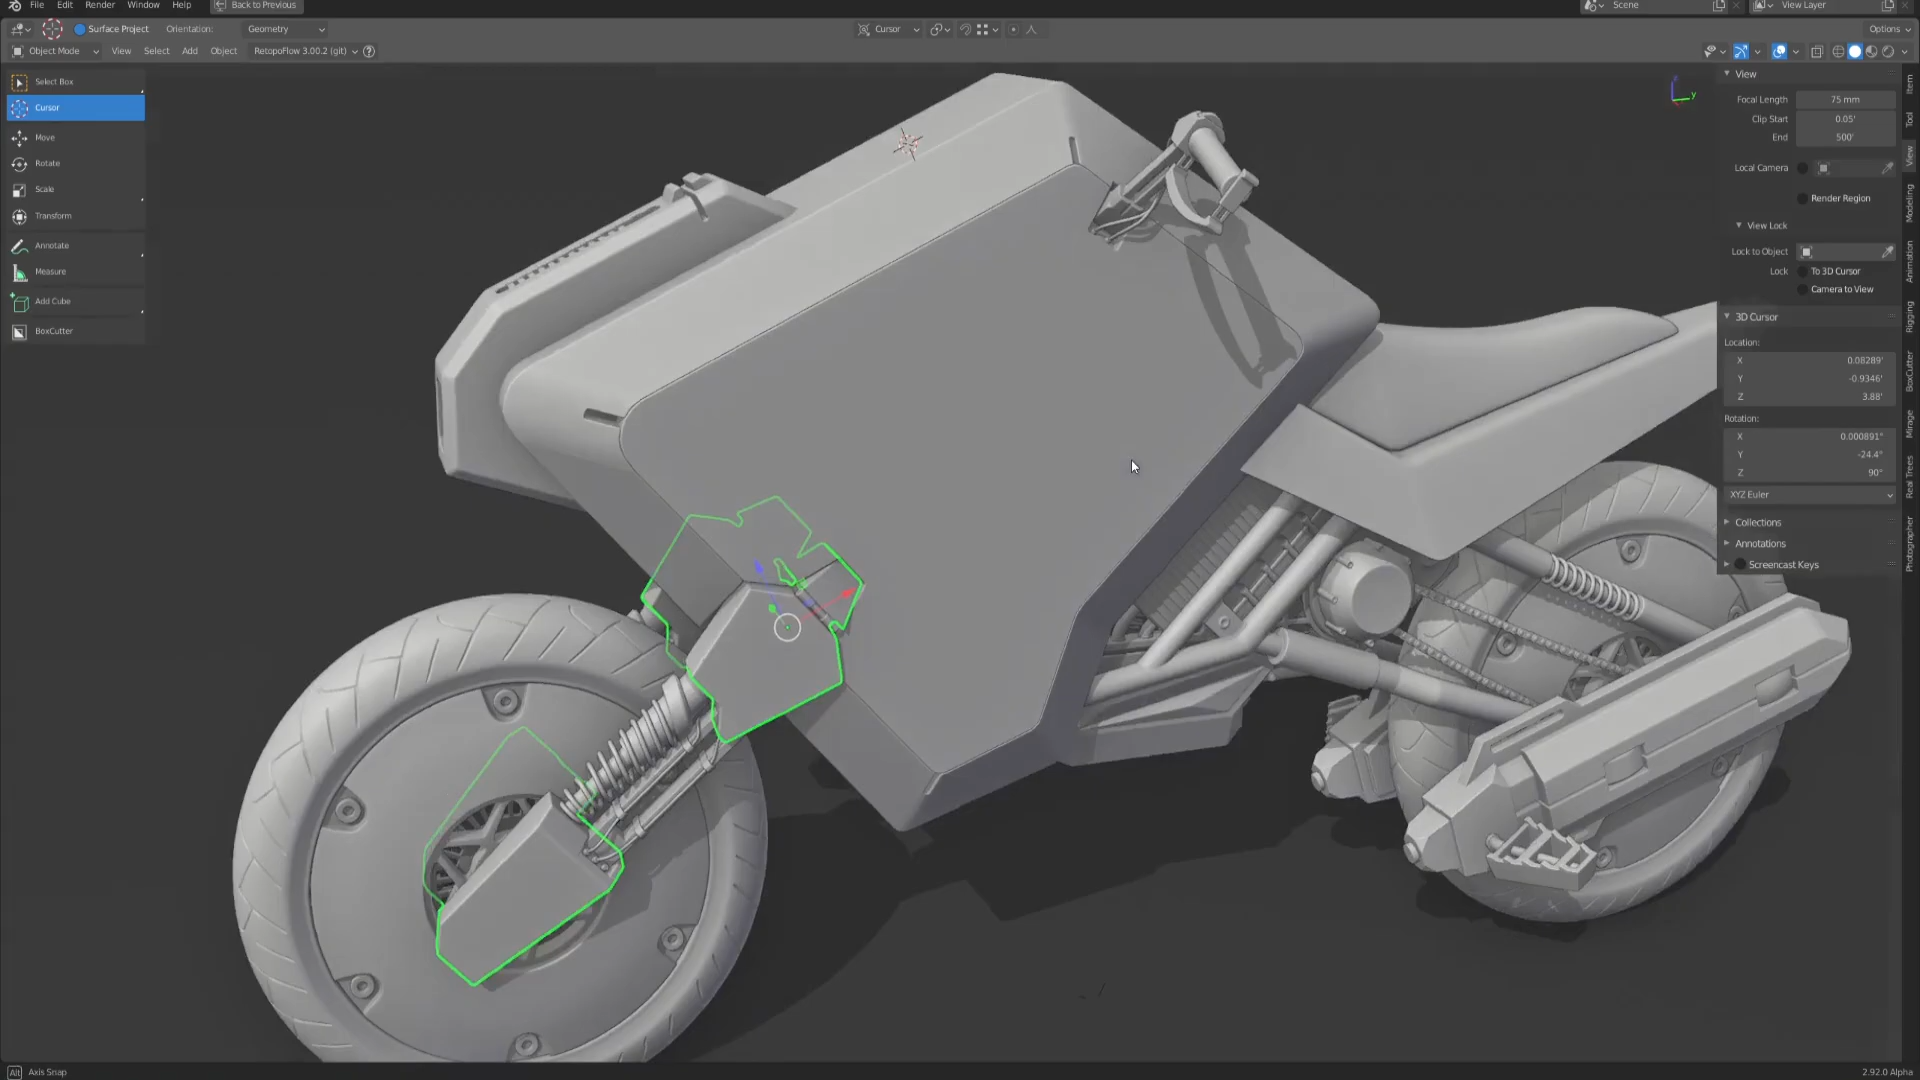 File Edit Render Window Help Back to Previous Scene View Layer
Surface Project Orientation: Geometry Cursor Options
Object Mode View Select Add Object RetopoFlow 3.00.2 (git)
Select Box
Cursor
Move
Rotate
Scale
Transform
Annotate
Measure
Add Cube
BoxCutter
z
y
View
Focal Length 75 mm
Clip Start 0.05'
End 500'
Local Camera
Render Region
View Lock
Lock to Object
Lock To 3D Cursor
Camera to View
3D Cursor
Location:
X 0.08289'
Y -0.9346'
Z 3.88'
Rotation:
X 0.000891°
Y -24.4°
Z 90°
XYZ Euler
Collections
Annotations
Screencast Keys
Item
Tool
View
Modeling
Animation
Rigging
BoxCutter
Mirage
Real Trees
Photographer
Alt Axis Snap 2.92.0 Alpha